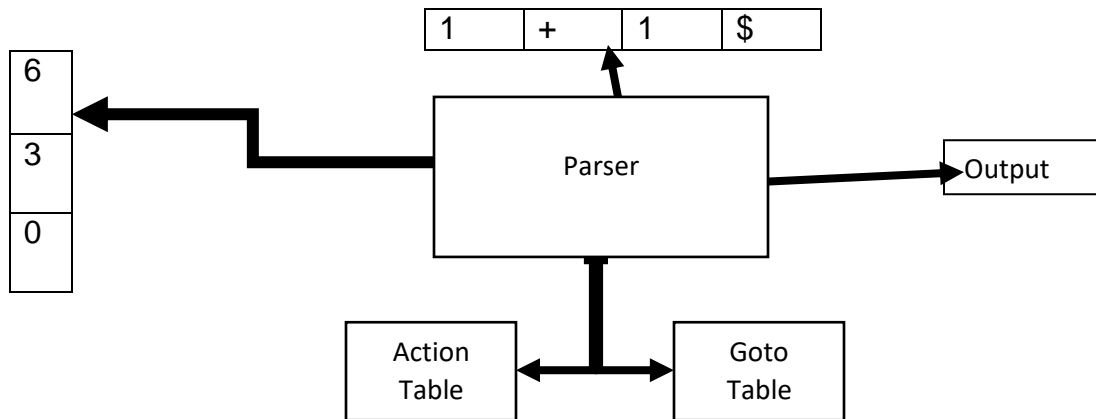 1 + 1 $
6
3
0
Parser
Output
Action
Table
Goto
Table